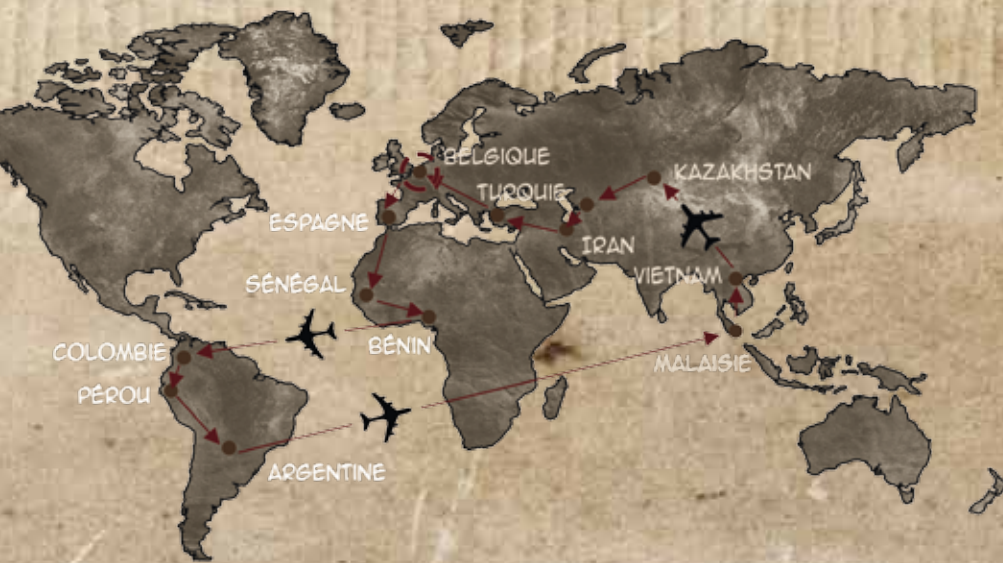 BELGIQUE
KAZAKHSTAN
TURQUIE
ESPAGNE
IRAN
VIETNAM
SÉNÉGAL
BÉNIN
COLOMBIE
MALAISIE
PÉROU
ARGENTINE